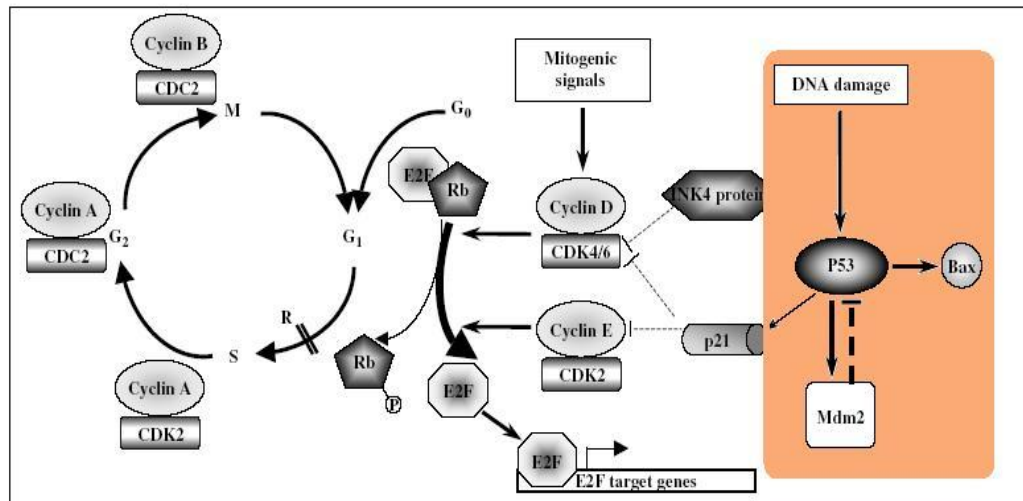 Cyclin B
CDC2
M
G0
Mitogenic
signals
DNA damage
E2F
Rb
Cyclin D
CDK4/6
INK4 protein
Cyclin A
CDC2
G2
G1
P53
Bax
R
S
Rb
P
Cyclin E
CDK2
p21
Cyclin A
CDK2
E2F
Mdm2
E2F
E2F target genes